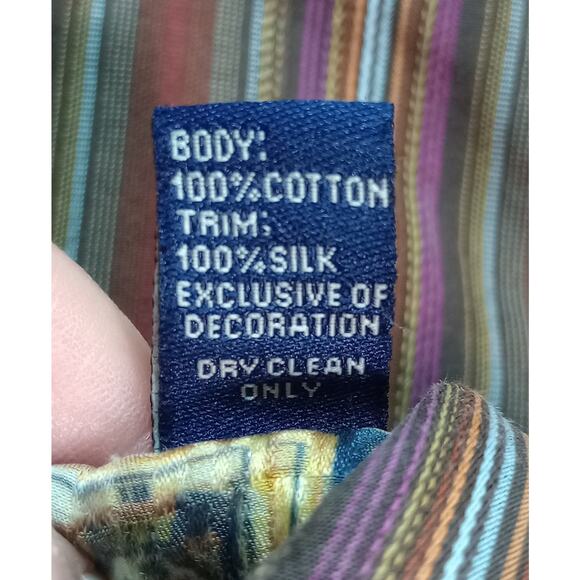 BODY:
100%COTTON
TRIM:
100%SILK
EXCLUSIVE OF
DECORATION
DRY CLEAN
ONLY